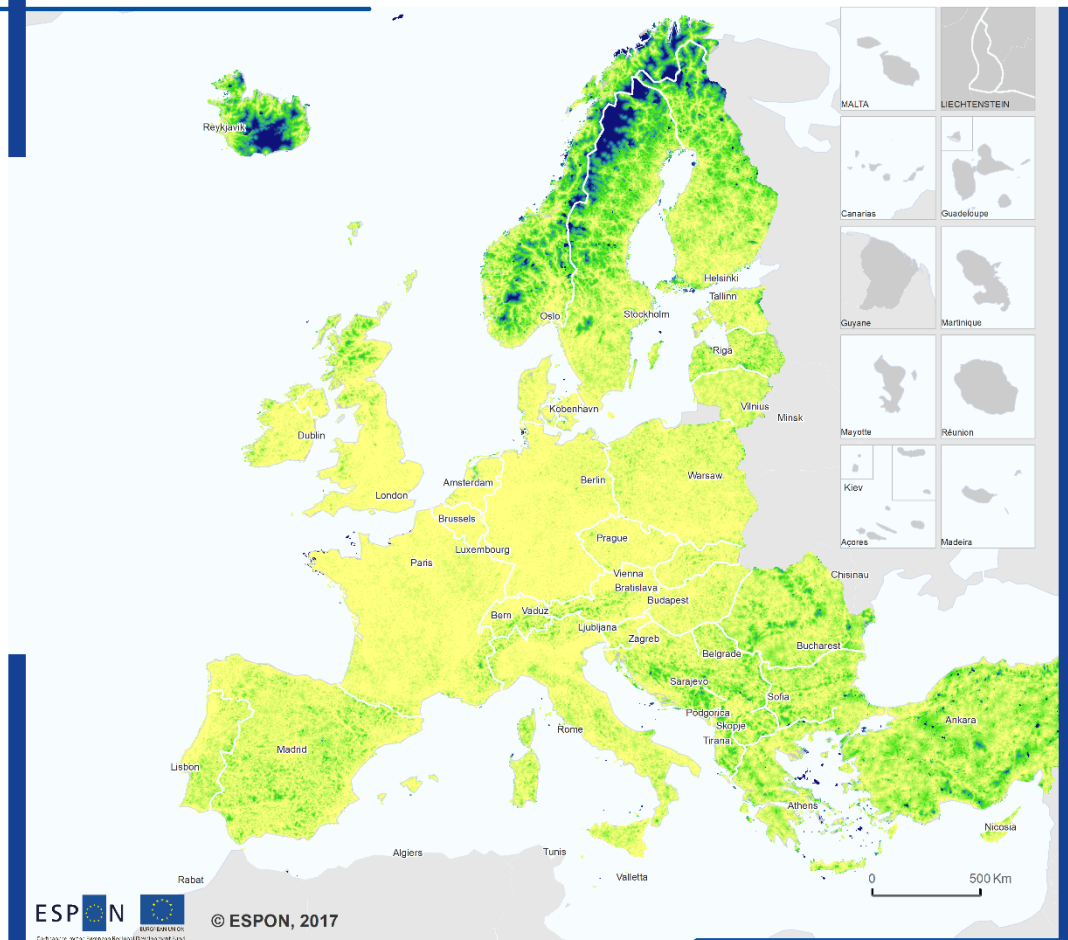 MALTA
LIECHTENSTEIN
Reykjavik
Canarias
Guadeloupe
Helsinki
Tallinn
Oslo
Stockholm
Guyane
Martinique
Riga
Kobenhavn
Vilnius
Minsk
Dublin
Mayotte
Réunion
Berlin
Warsaw
Amsterdam
London
Kiev
Brussels
Prague
Açores
Madeira
Luxembourg
Paris
Vienna
Chisinau
Bratislava
Budapest
Bern
Vaduz
Ljubljana
Zagreb
Bucharest
Belgrade
Sarajevo
Sofia
Podgorica
Ankara
Skopje
Rome
Tirana
Madrid
Lisbon
Athens
Nicosia
Algiers
Tunis
Valletta
Rabat
0
500 Km
ESPON
EUROPEAN UNION
© ESPON, 2017